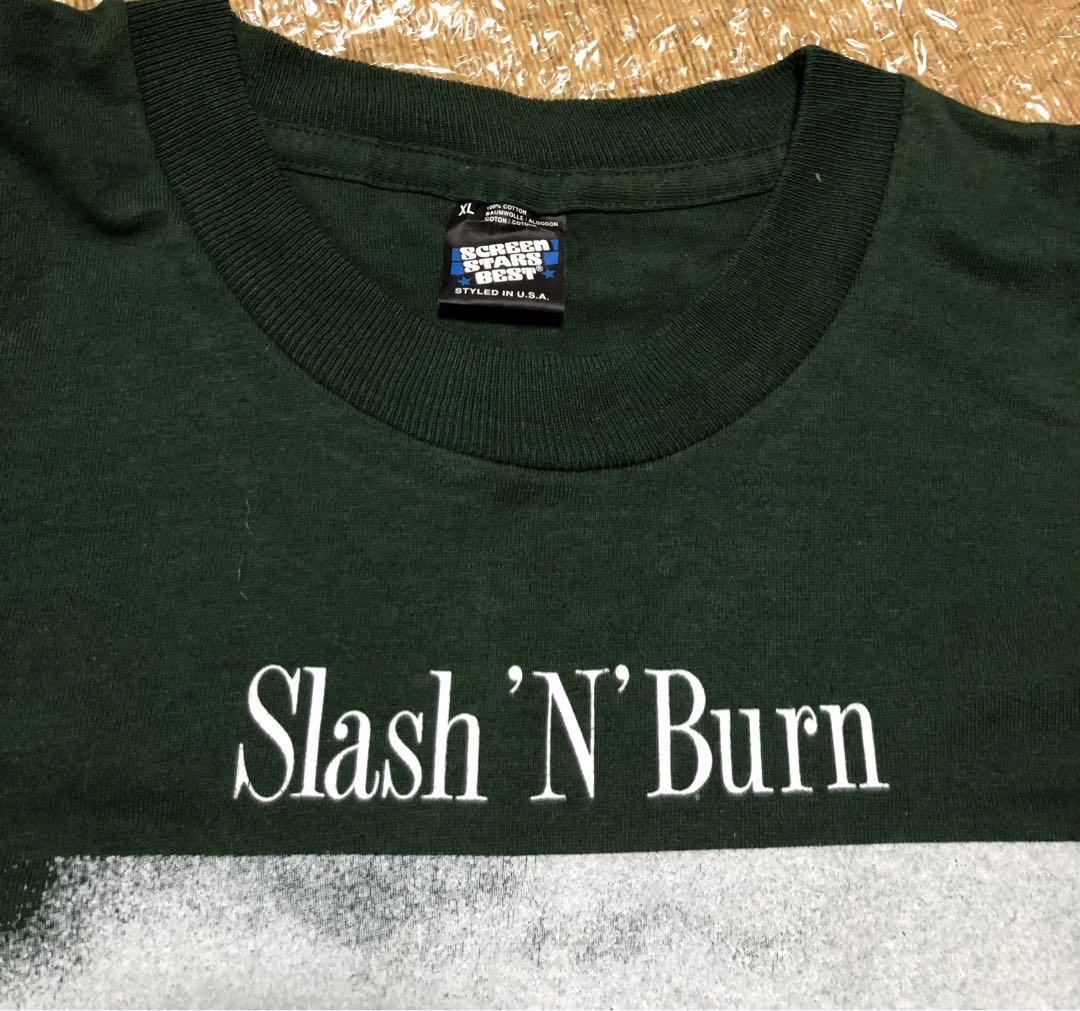 XL
100% COTTON
BAUMWOLLE / ALGODON
COTON / COTONE
SCREEN
STARS
BEST®
STYLED IN U.S.A.
Slash 'N' Burn